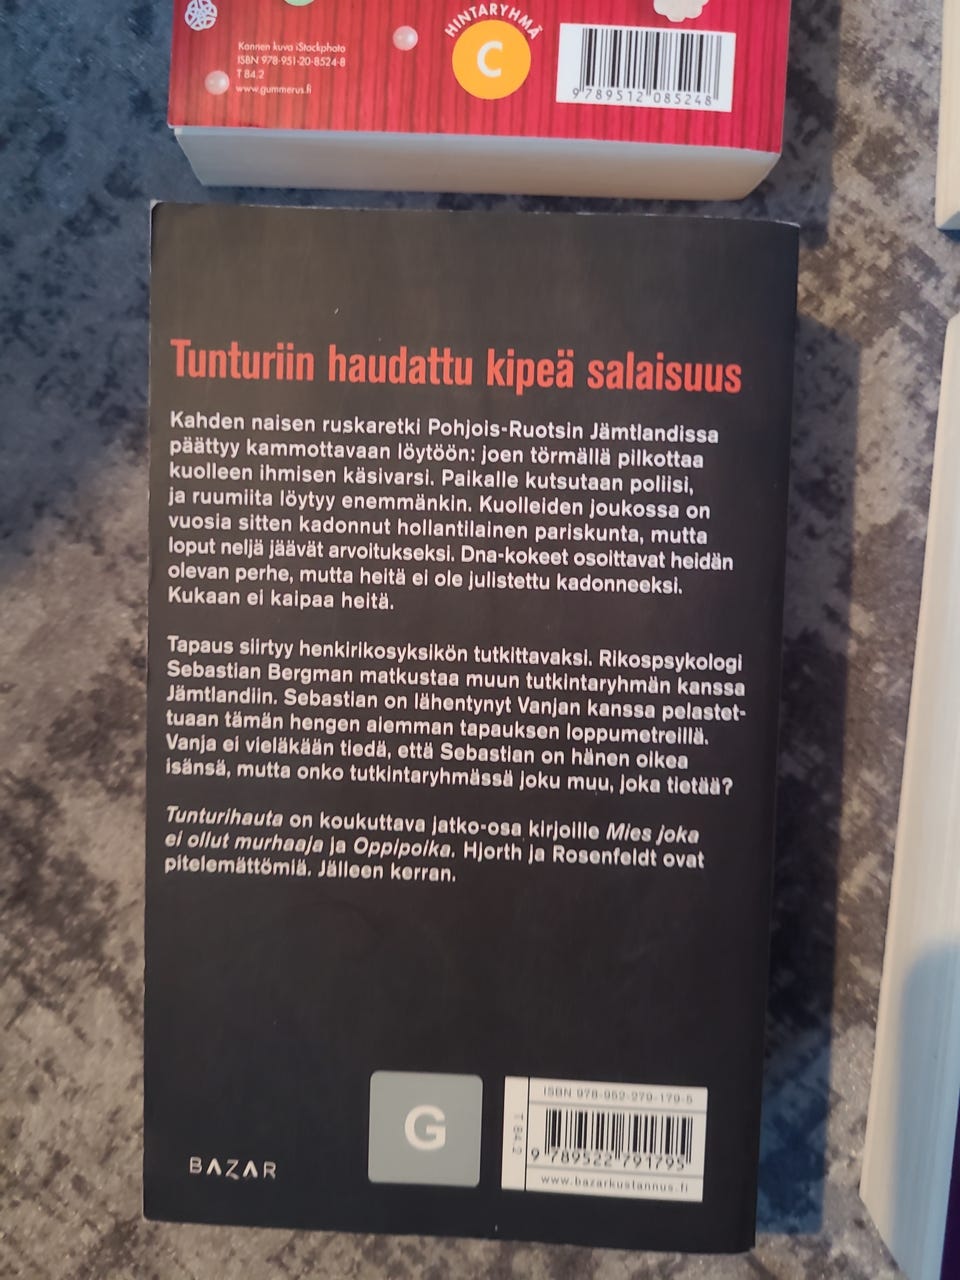 HINTARYHMÄ
C
Kannen kuva iStockphoto
ISBN 978-951-20-8524-8
T 84.2
www.gummerus.fi
9 789512 085248
Tunturiin haudattu kipeä salaisuus
Kahden naisen ruskaretki Pohjois-Ruotsin Jämtlandissa
päättyy kammottavaan löytöön: joen törmällä pilkottaa
kuolleen ihmisen käsivarsi. Paikalle kutsutaan poliisi,
ja ruumiita löytyy enemmänkin. Kuolleiden joukossa on
vuosia sitten kadonnut hollantilainen pariskunta, mutta
loput neljä jäävät arvoitukseksi. Dna-kokeet osoittavat heidän
olevan perhe, mutta heitä ei ole julistettu kadonneeksi.
Kukaan ei kaipaa heitä.
Tapaus siirtyy henkirikosyksikön tutkittavaksi. Rikospsykologi
Sebastian Bergman matkustaa muun tutkintaryhmän kanssa
Jämtlandiin. Sebastian on lähentynyt Vanjan kanssa pelastet-
tuaan tämän hengen aiemman tapauksen loppumetreillä.
Vanja ei vieläkään tiedä, että Sebastian on hänen oikea
isänsä, mutta onko tutkintaryhmässä joku muu, joka tietää?
Tunturihauta on koukuttava jatko-osa kirjoille Mies joka
ei ollut murhaaja ja Oppipoika. Hjorth ja Rosenfeldt ovat
pitelemättömiä. Jälleen kerran.
BAZAR
G
ISBN 978-952-279-179-5
T 84.2
9 789522 791795
www.bazarkustannus.fi